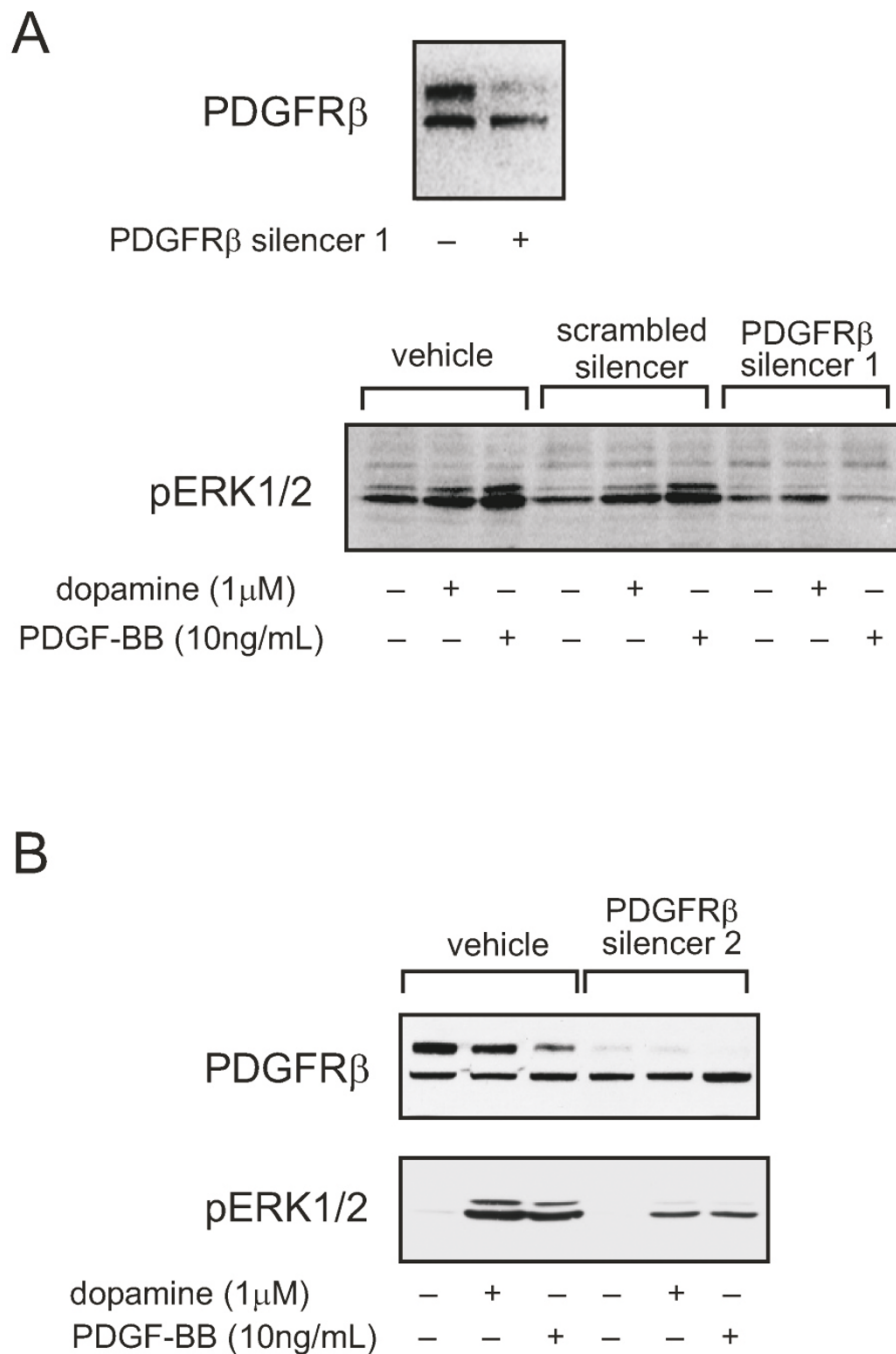 A
PDGFRβ
PDGFRβ silencer 1 – +
vehicle
scrambled
silencer
PDGFRβ
silencer 1
pERK1/2
dopamine (1μM) – + – – + – – + –
PDGF-BB (10ng/mL) – – + – – + – – +
B
vehicle
PDGFRβ
silencer 2
PDGFRβ
pERK1/2
dopamine (1μM) – + – – + –
PDGF-BB (10ng/mL) – – + – – +